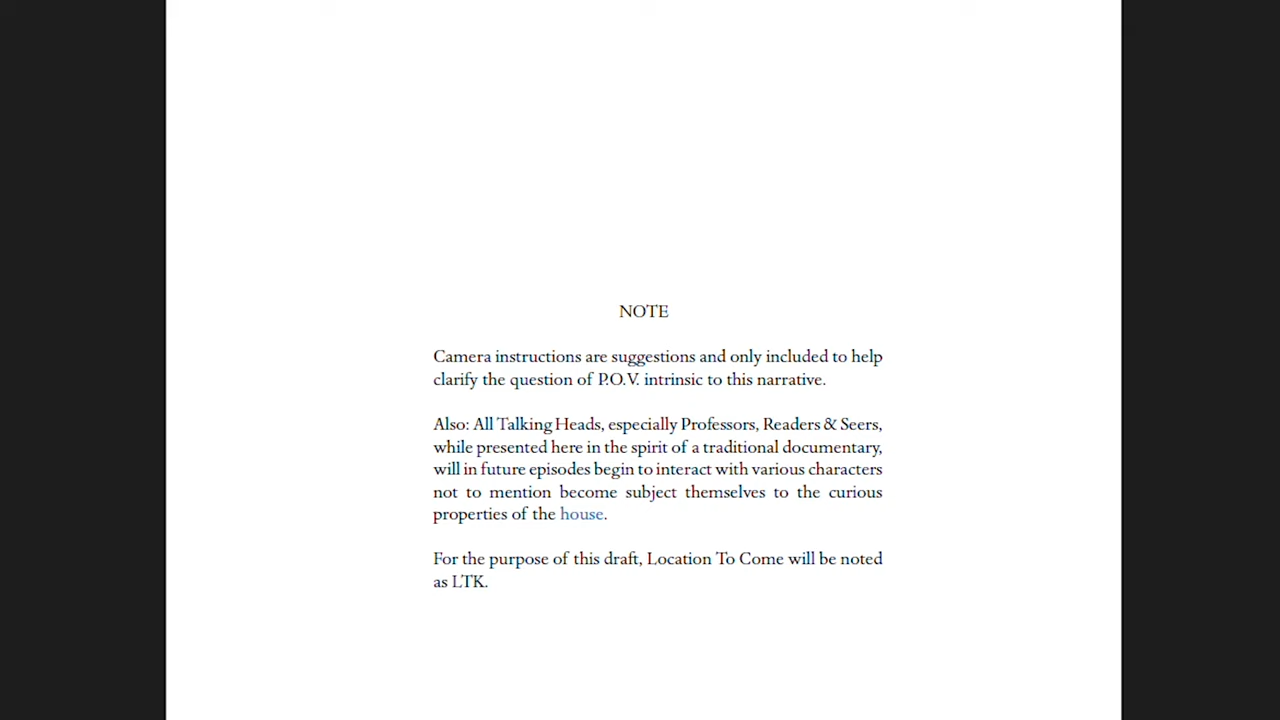 NOTE
Camera instructions are suggestions and only included to help
clarify the question of P.O.V. intrinsic to this narrative.
Also: All Talking Heads, especially Professors, Readers & Seers,
while presented here in the spirit of a traditional documentary,
will in future episodes begin to interact with various characters
not to mention become subject themselves to the curious
properties of the house.
For the purpose of this draft, Location To Come will be noted
as LTK.